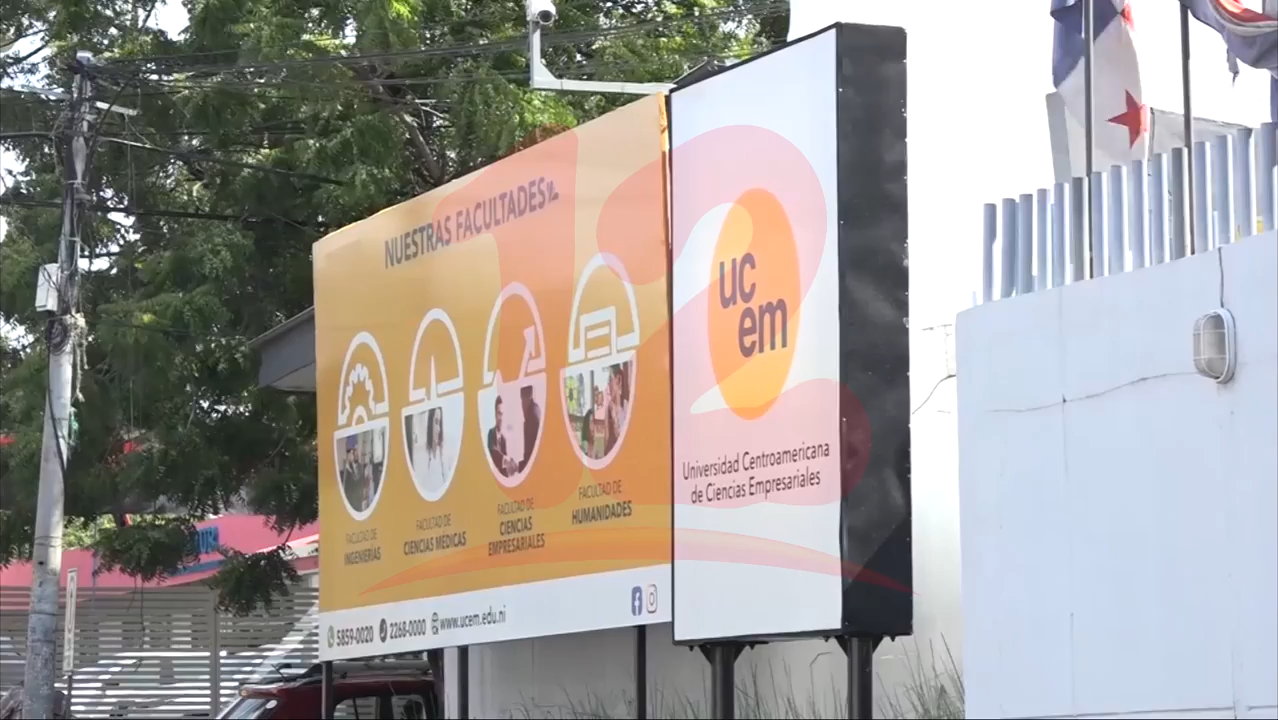 NUESTRAS FACULTADES
FACULTAD DE
INGENIERÍAS
FACULTAD DE
CIENCIAS MÉDICAS
FACULTAD DE
CIENCIAS
EMPRESARIALES
FACULTAD DE
HUMANIDADES
5859-0020 2268-0000 www.ucem.edu.ni
uc
em
Universidad Centroamericana
de Ciencias Empresariales
12